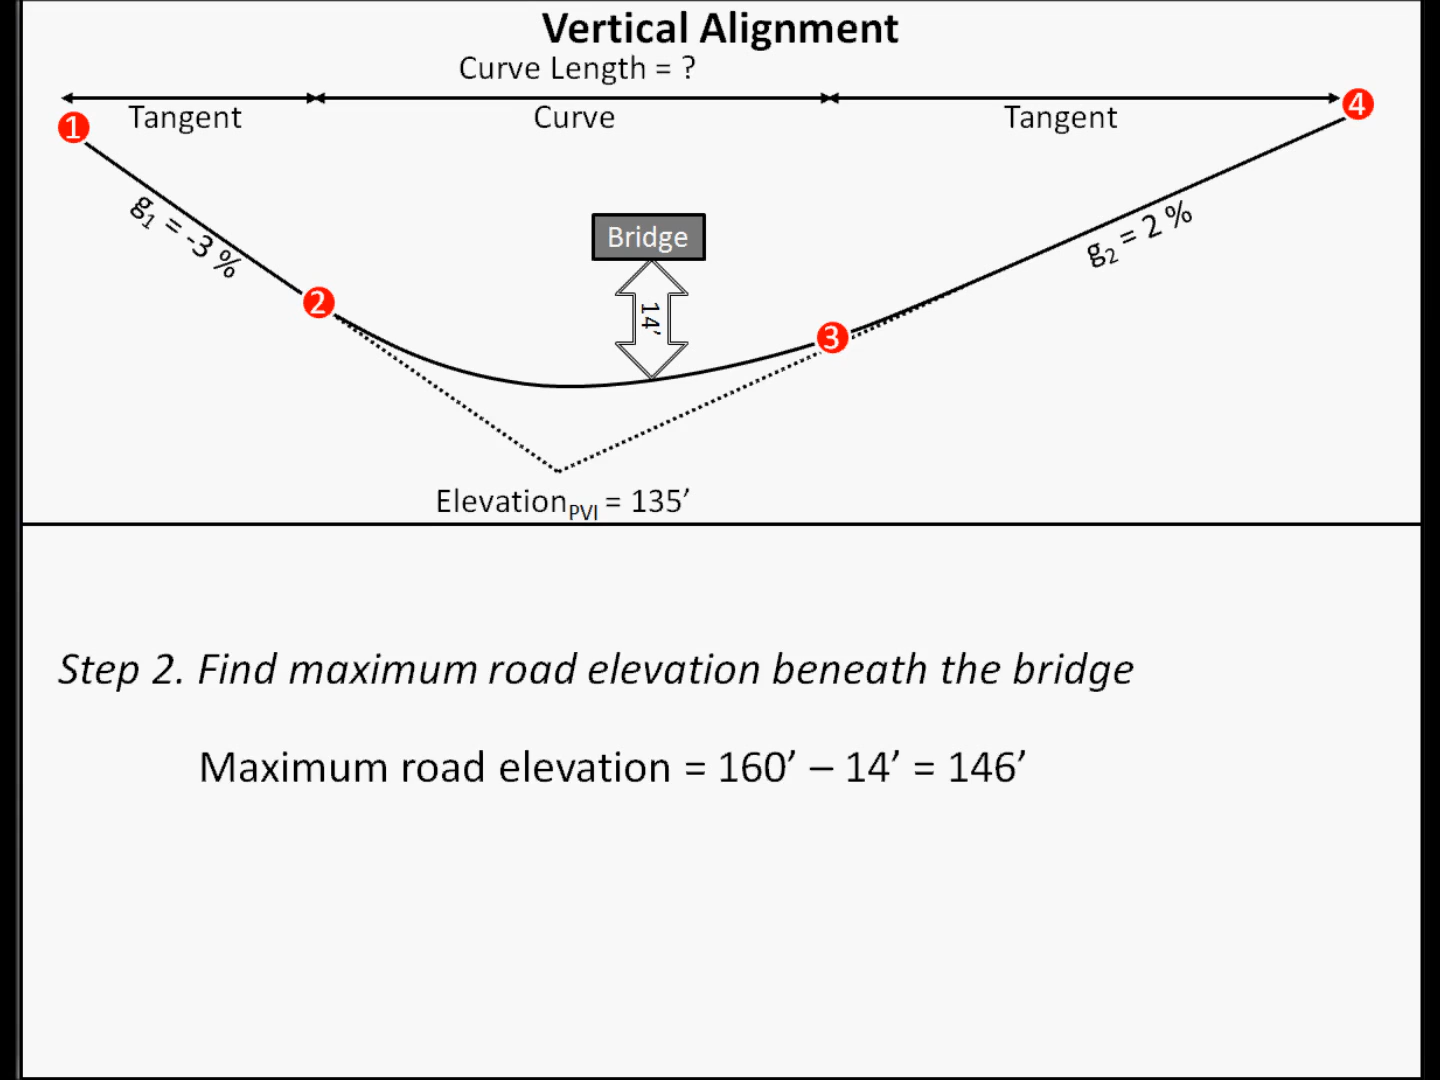 Vertical Alignment
Curve Length = ?
Tangent
Curve
Tangent
1
4
g1 = -3 %
g2 = 2 %
Bridge
14’
2
3
ElevationPVI = 135’
Step 2. Find maximum road elevation beneath the bridge
Maximum road elevation = 160’ – 14’ = 146’